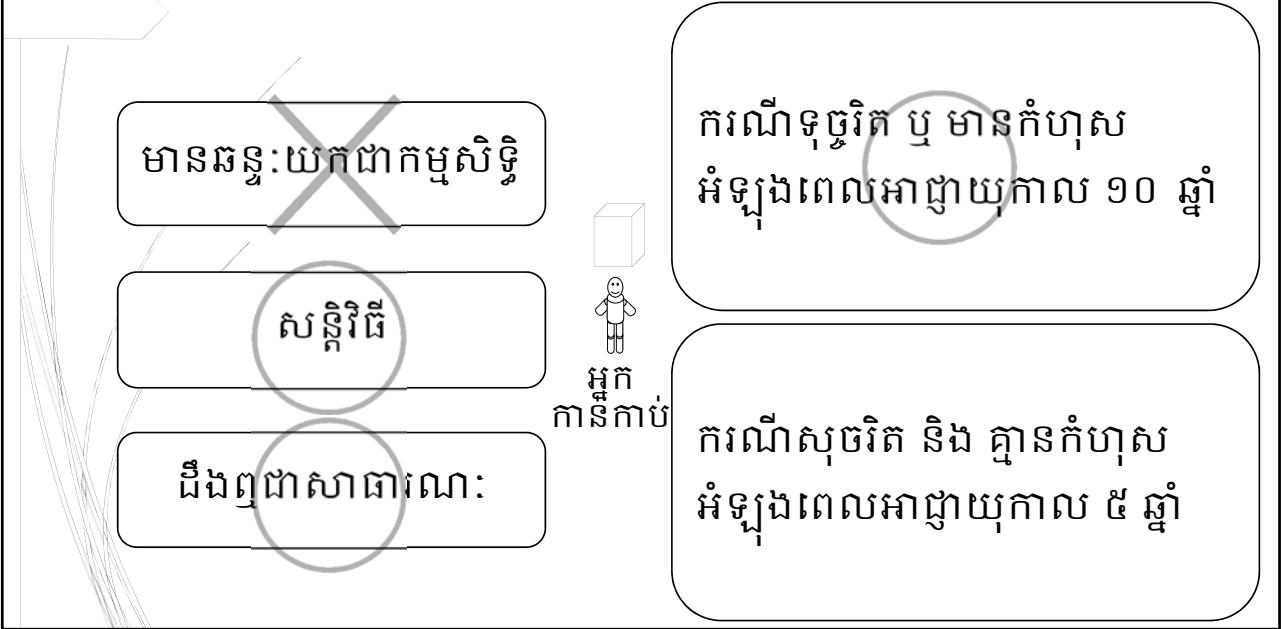 មានឆន្ទៈយកជាកម្មសិទ្ធិ
សន្តិវិធី
ដឹងឮជាសាធារណៈ
អ្នក
កាន់កាប់
ករណីទុច្ចរិត ឬ មានកំហុស
អំឡុងពេលអាជ្ញាយុកាល ១០ ឆ្នាំ
ករណីសុចរិត និង គ្មានកំហុស
អំឡុងពេលអាជ្ញាយុកាល ៥ ឆ្នាំ